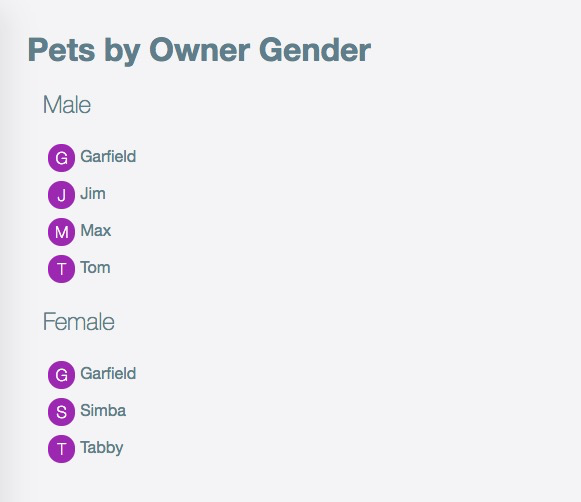 Pets by Owner Gender
Male
G Garfield
J Jim
M Max
T Tom
Female
G Garfield
S Simba
T Tabby